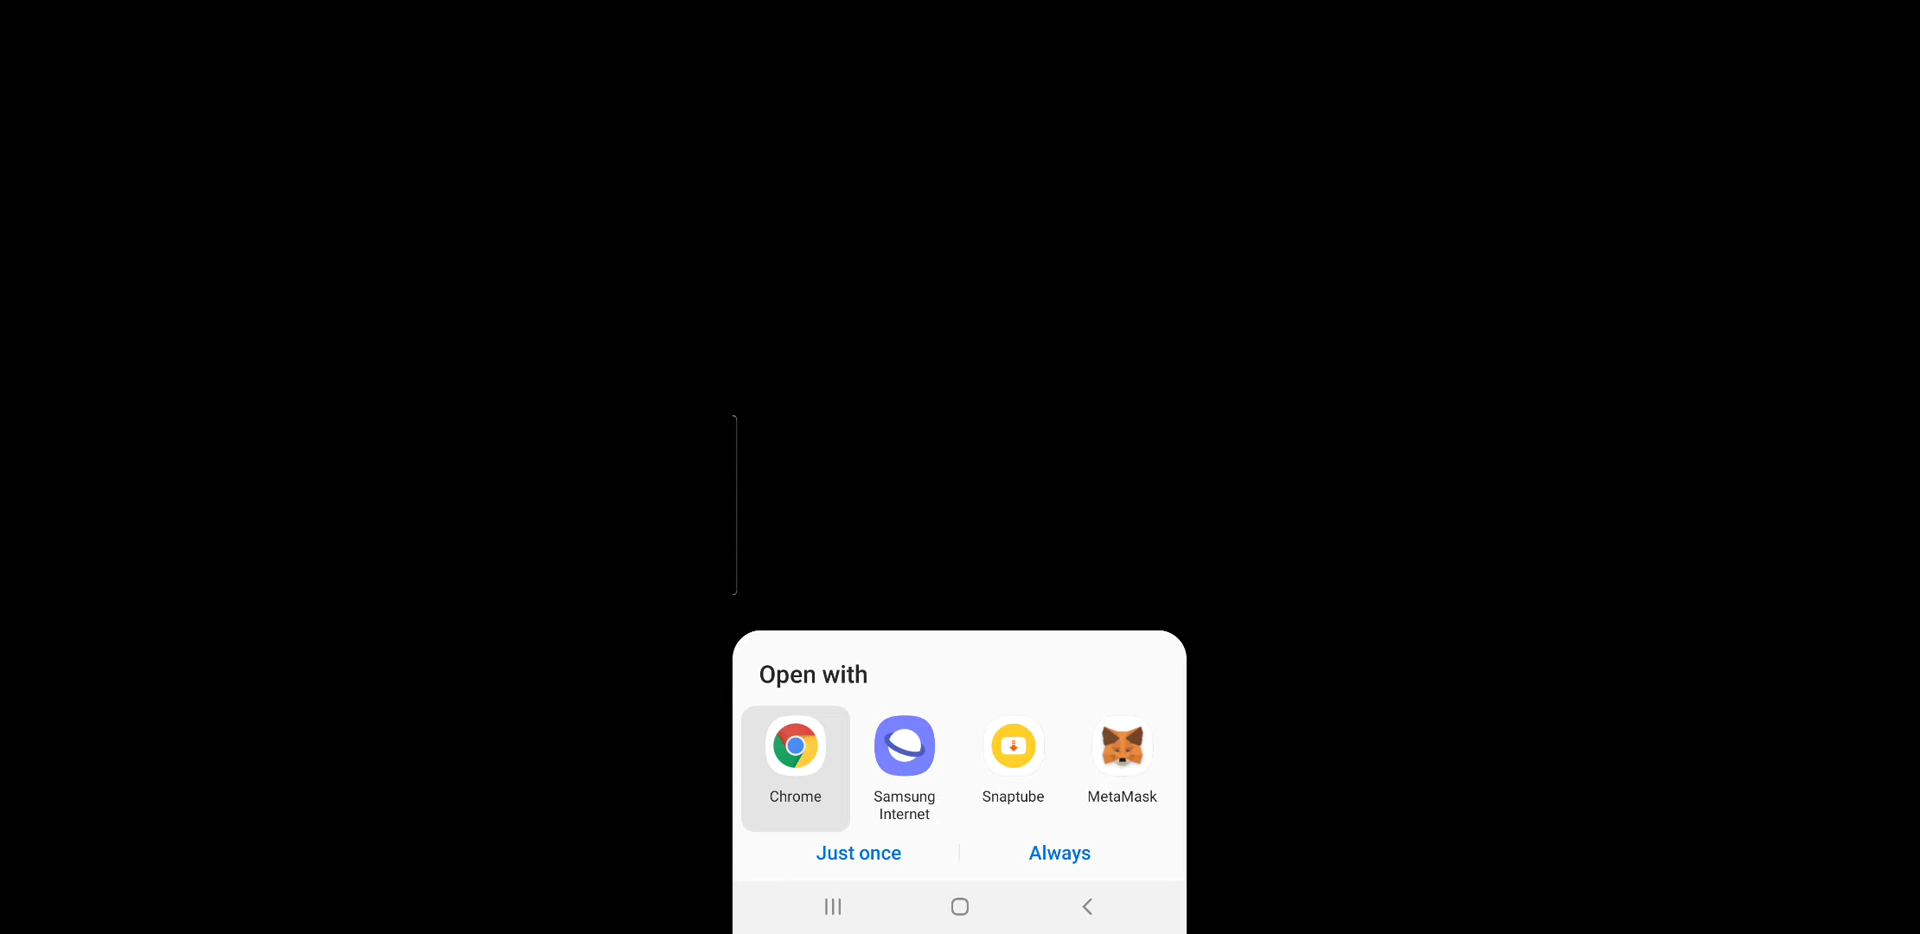 Open with
Chrome
Samsung
Internet
Snaptube
MetaMask
Just once
Always